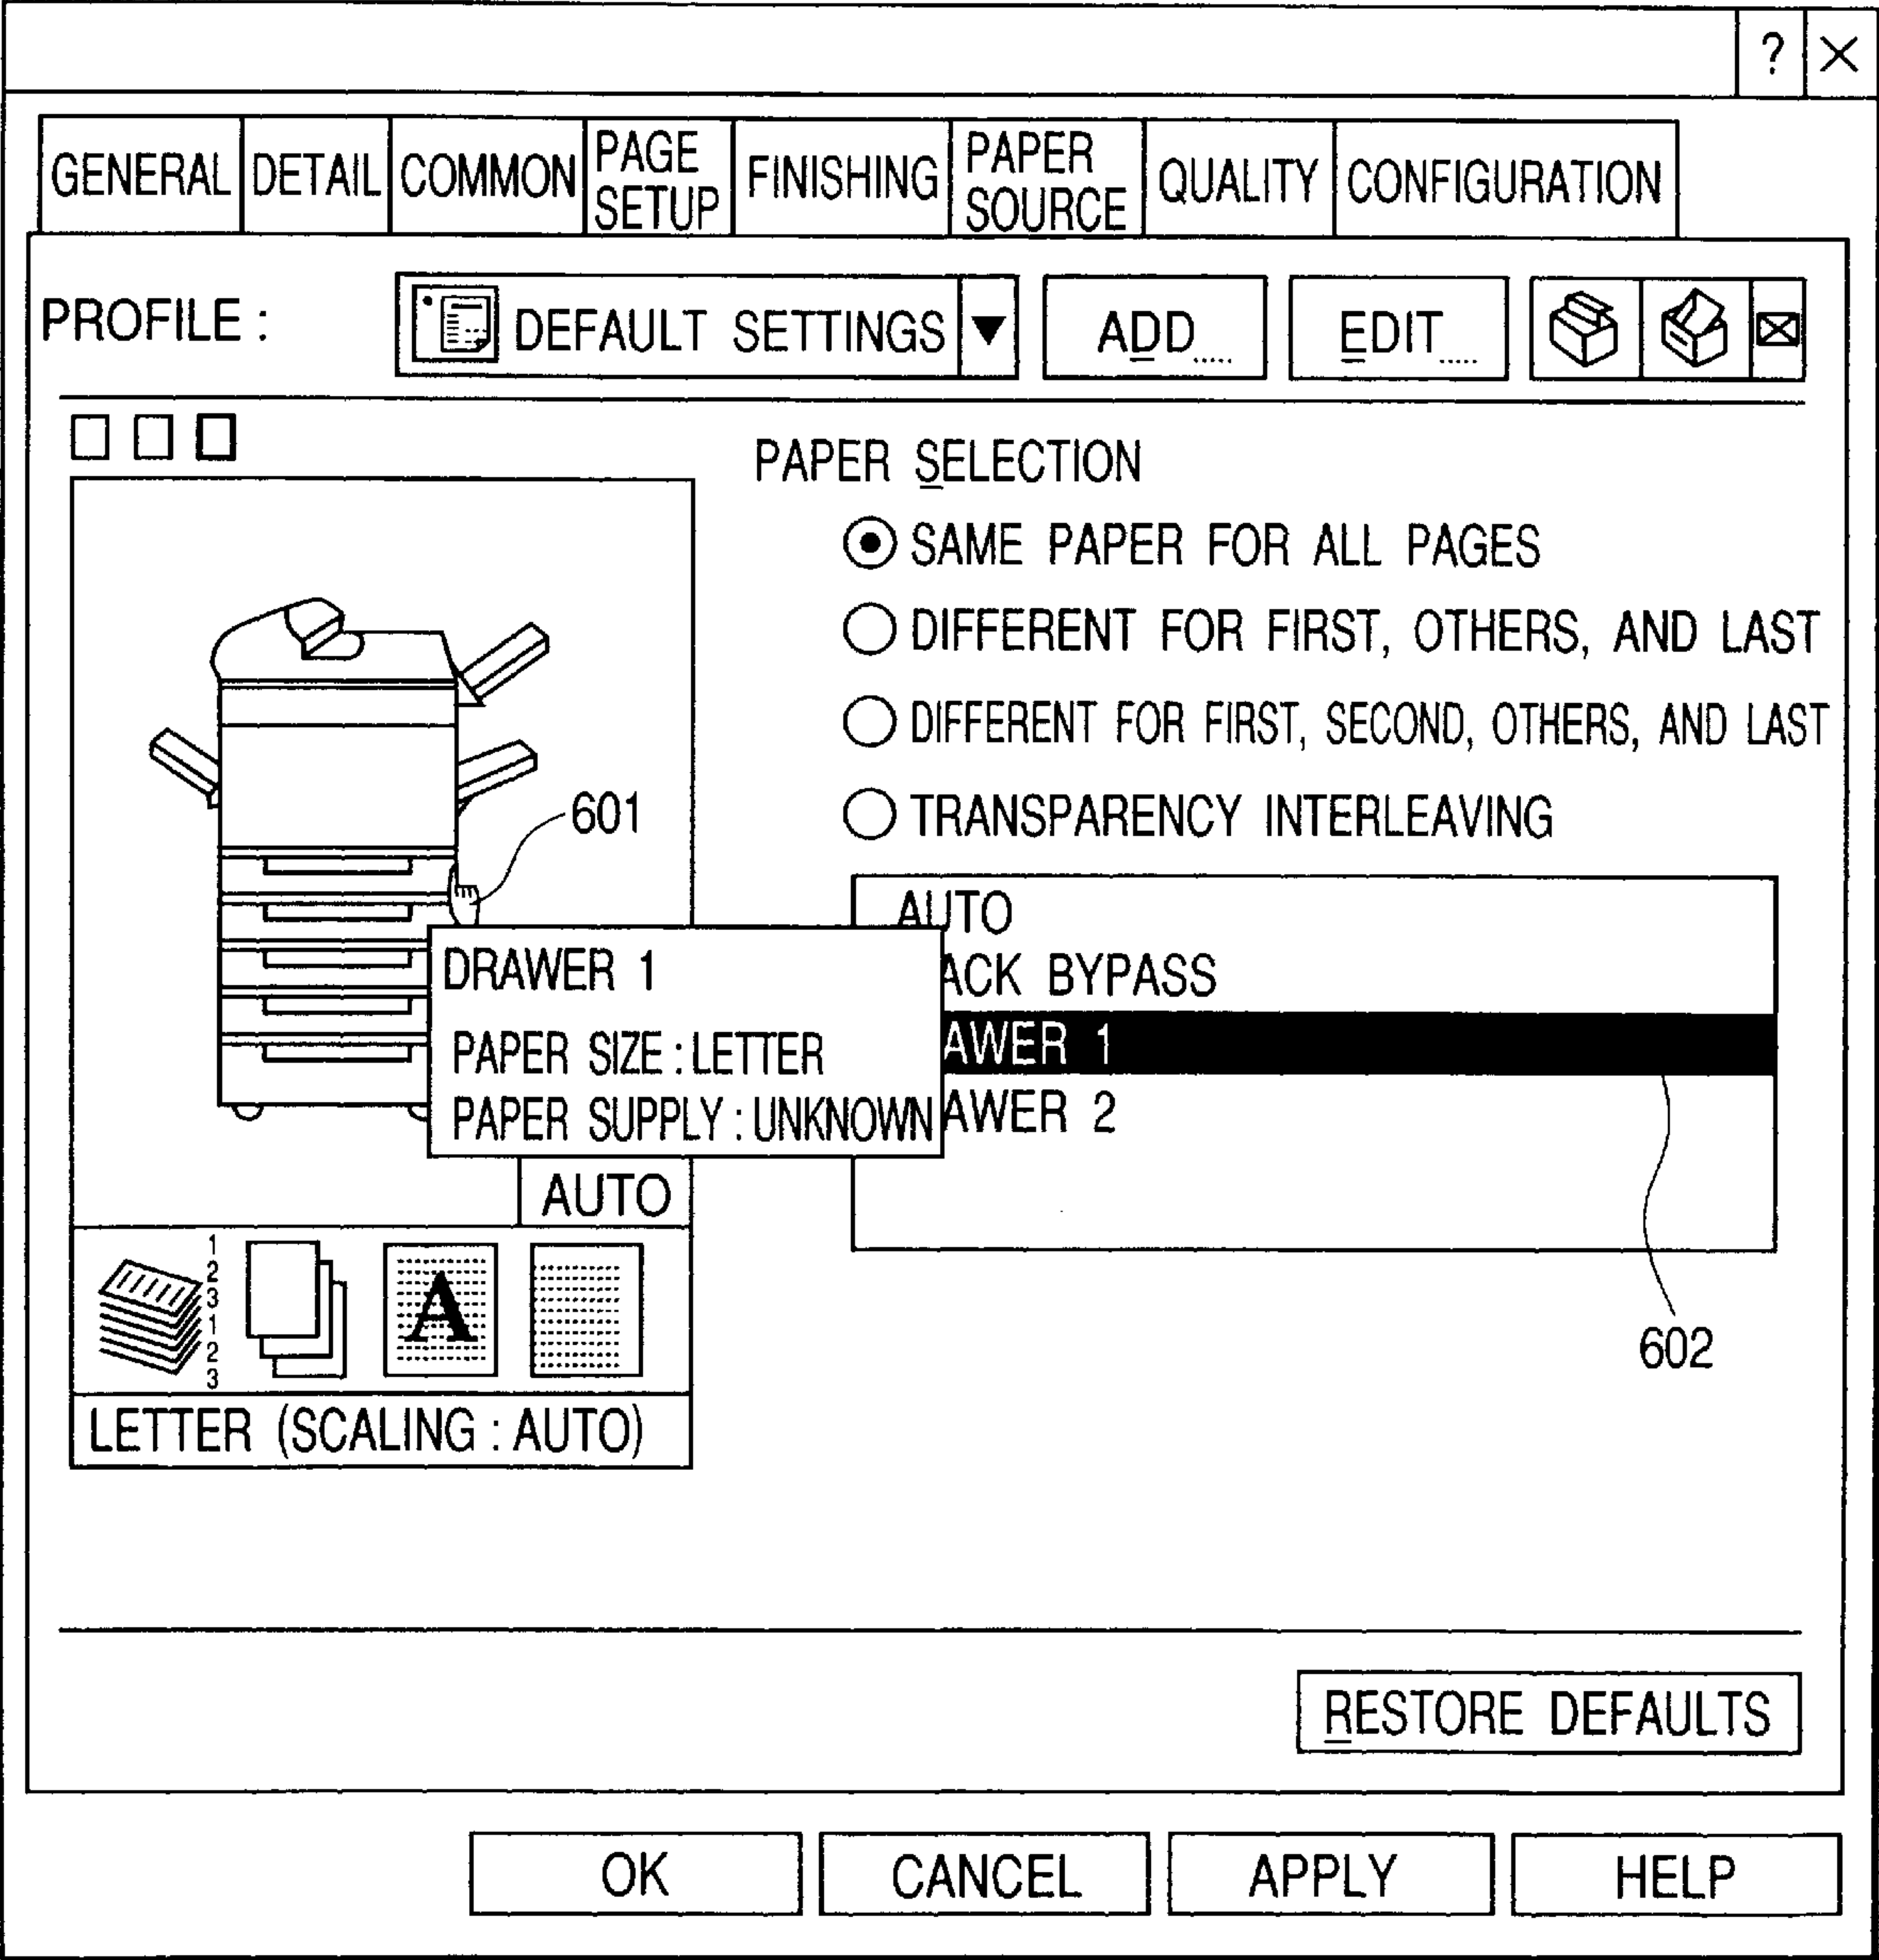 ?
GENERAL DETAIL COMMON PAGE SETUP FINISHING PAPER SOURCE QUALITY CONFIGURATION
PROFILE : DEFAULT SETTINGS ADD..... EDIT.....
PAPER SELECTION
SAME PAPER FOR ALL PAGES
DIFFERENT FOR FIRST, OTHERS, AND LAST
DIFFERENT FOR FIRST, SECOND, OTHERS, AND LAST
TRANSPARENCY INTERLEAVING
601
AUTO
ACK BYPASS
AWER 1
AWER 2
602
DRAWER 1
PAPER SIZE : LETTER
PAPER SUPPLY : UNKNOWN
AUTO
1
2
3
1
2
3
A
LETTER (SCALING : AUTO)
RESTORE DEFAULTS
OK CANCEL APPLY HELP